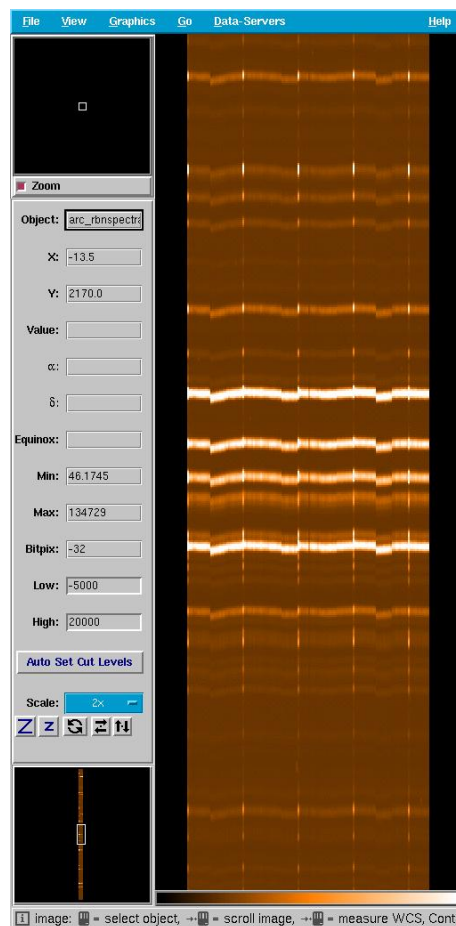 File View Graphics Go Data-Servers Help
Zoom
Object: arc_rbnspectra
X: -13.5
Y: 2170.0
Value:
α:
δ:
Equinox:
Min: 46.1745
Max: 134729
Bitpix: -32
Low: -5000
High: 20000
Auto Set Cut Levels
Scale: 2x
Z z
i image: = select object, = scroll image, = measure WCS, Cont